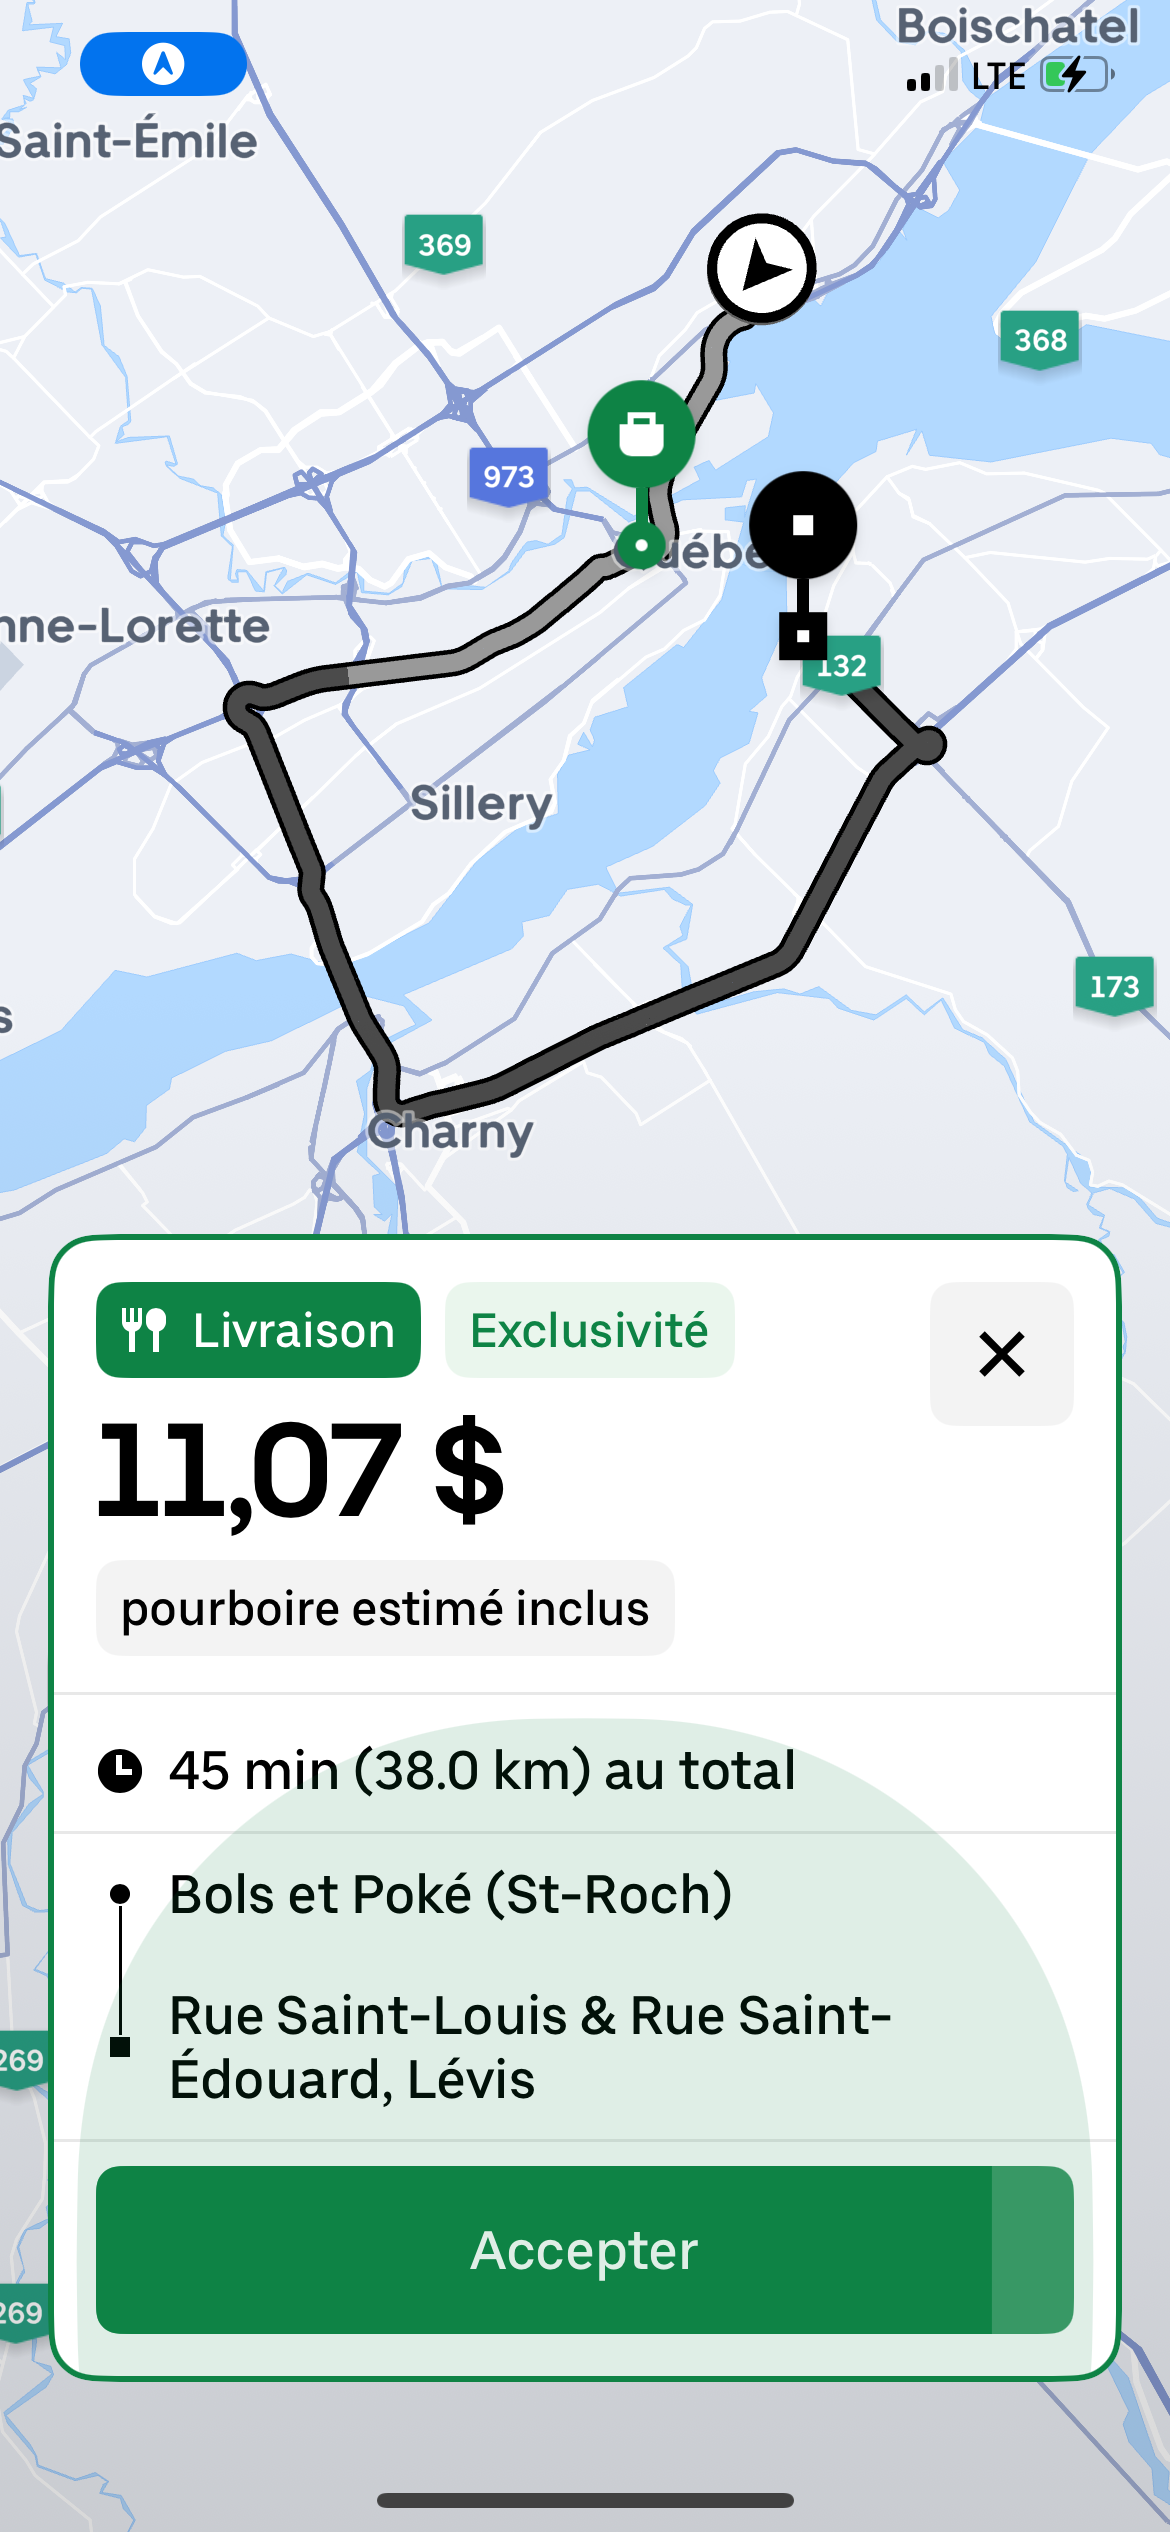 Boischatel
LTE
Saint-Émile
369
368
973
Québe
nne-Lorette
132
Sillery
173
s
Charny
Livraison
Exclusivité
11,07 $
pourboire estimé inclus
45 min (38.0 km) au total
Bols et Poké (St-Roch)
Rue Saint-Louis & Rue Saint-
Édouard, Lévis
269
Accepter
269